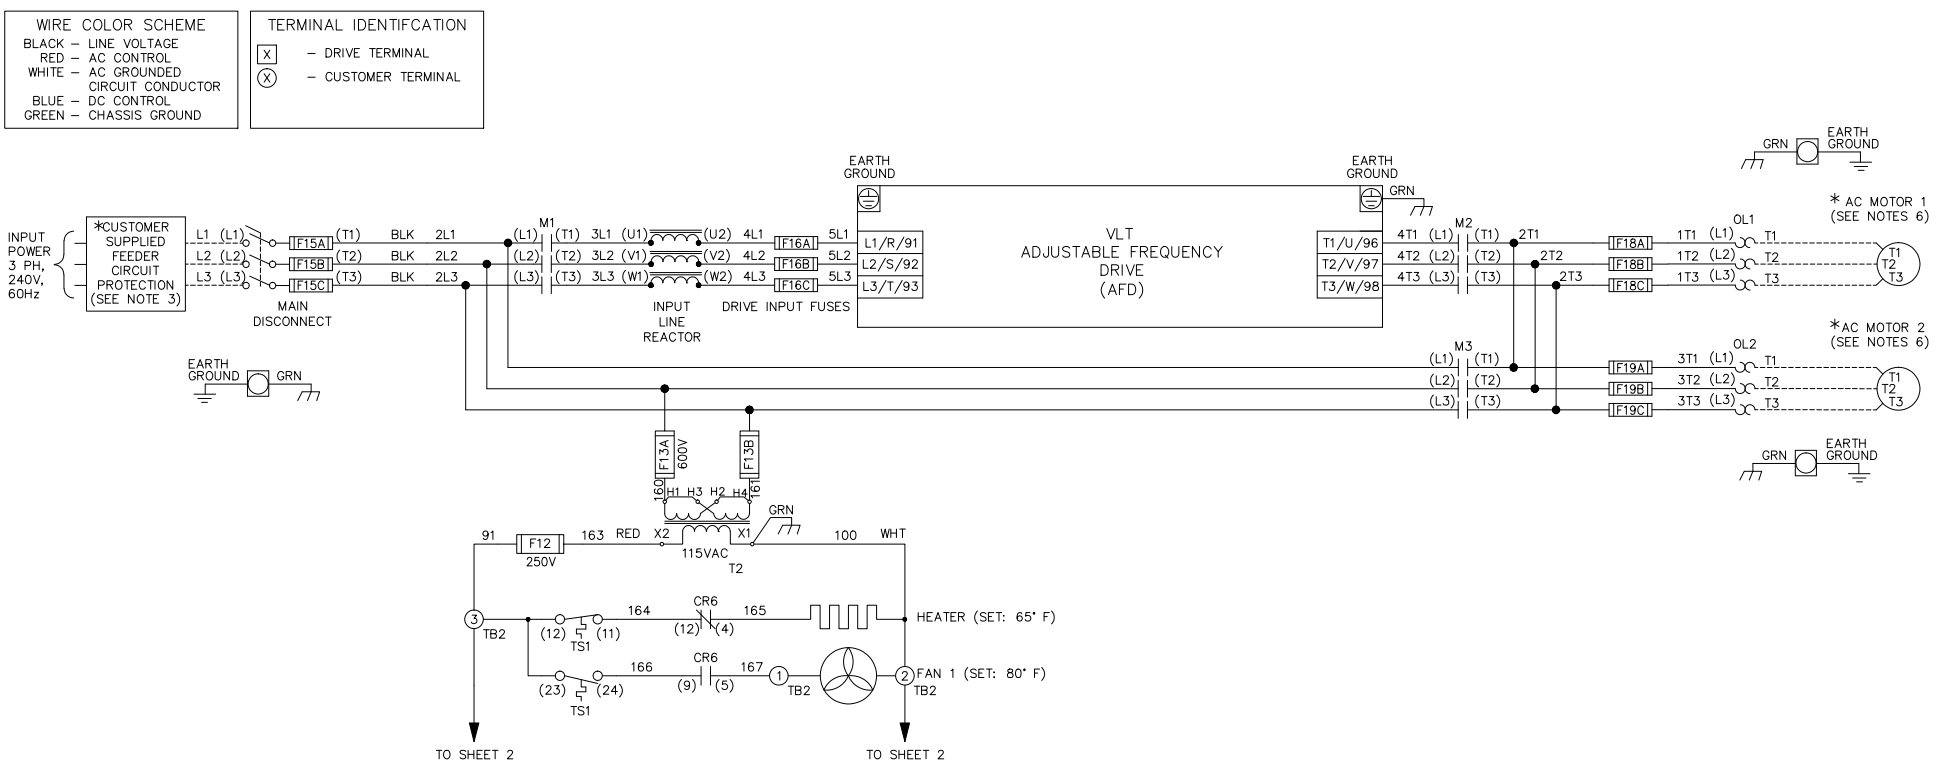 WIRE COLOR SCHEME
BLACK – LINE VOLTAGE
RED – AC CONTROL
WHITE – AC GROUNDED
CIRCUIT CONDUCTOR
BLUE – DC CONTROL
GREEN – CHASSIS GROUND
TERMINAL IDENTIFCATION
X – DRIVE TERMINAL
X – CUSTOMER TERMINAL
INPUT
POWER
3 PH,
240V,
60Hz
*CUSTOMER
SUPPLIED
FEEDER
CIRCUIT
PROTECTION
(SEE NOTE 3)
L1 (L1) F15A (T1) BLK 2L1 (L1) M1 (T1) 3L1 (U1) (U2) 4L1 F16A 5L1
L2 (L2) F15B (T2) BLK 2L2 (L2) (T2) 3L2 (V1) (V2) 4L2 F16B 5L2
L3 (L3) F15C (T3) BLK 2L3 (L3) (T3) 3L3 (W1) (W2) 4L3 F16C 5L3
MAIN
DISCONNECT
INPUT
LINE
REACTOR
DRIVE INPUT FUSES
EARTH
GROUND
L1/R/91
L2/S/92
L3/T/93
VLT
ADJUSTABLE FREQUENCY
DRIVE
(AFD)
EARTH
GROUND
GRN
T1/U/96
T2/V/97
T3/W/98
4T1 (L1) M2 (T1) 2T1 F18A 1T1 (L1) OL1 T1
4T2 (L2) (T2) 2T2 F18B 1T2 (L2) T2
4T3 (L3) (T3) 2T3 F18C 1T3 (L3) T3
GRN
EARTH
GROUND
* AC MOTOR 1
(SEE NOTES 6)
T1
T2
T3
EARTH
GROUND
GRN
(L1) M3 (T1) F19A 3T1 (L1) OL2 T1
(L2) (T2) F19B 3T2 (L2) T2
(L3) (T3) F19C 3T3 (L3) T3
*AC MOTOR 2
(SEE NOTES 6)
T1
T2
T3
GRN
EARTH
GROUND
F13A
600V
F13B
160
161
H1 H3 H2 H4
GRN
91 F12 163 RED X2 X1 100 WHT
250V
115VAC
T2
3
TB2
(12) (11)
TS1
164
CR6
(12) (4)
165
HEATER (SET: 65° F)
(23) (24)
TS1
166
CR6
(9) (5)
167
1
TB2
2
TB2
FAN 1 (SET: 80° F)
TO SHEET 2
TO SHEET 2